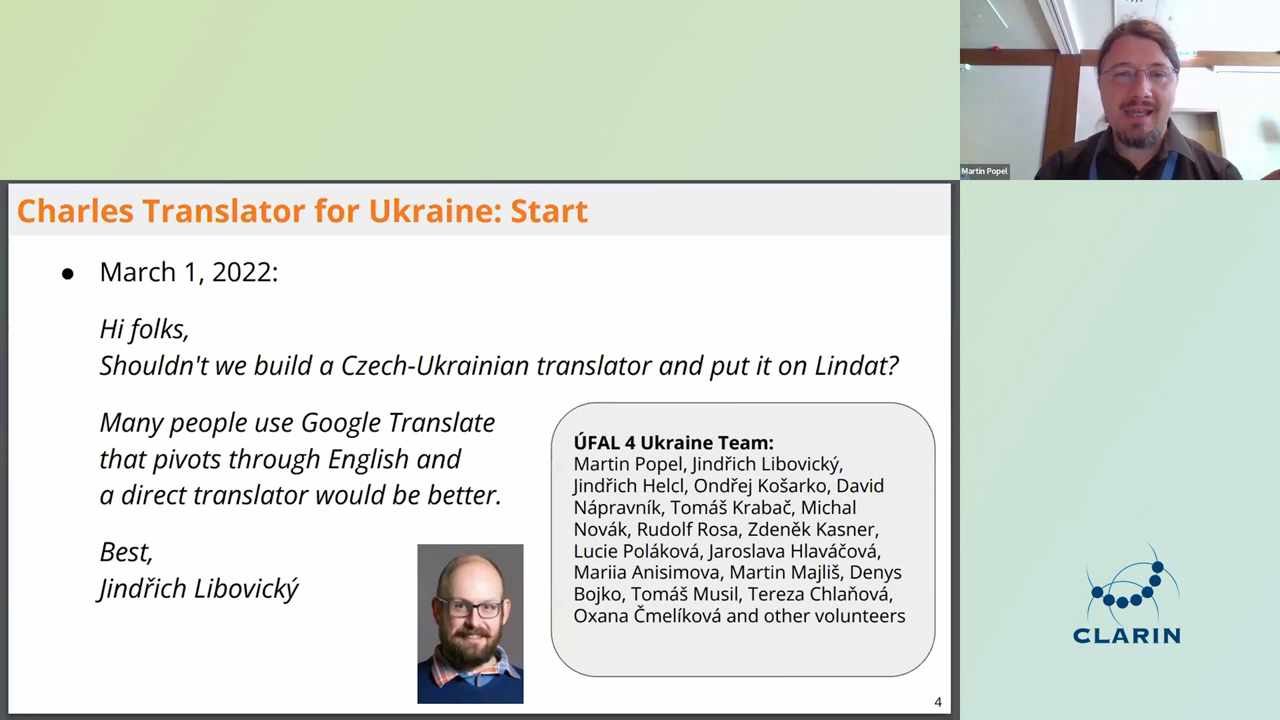 Martin Popel
Charles Translator for Ukraine: Start
● March 1, 2022:
Hi folks,
Shouldn't we build a Czech-Ukrainian translator and put it on Lindat?
Many people use Google Translate
that pivots through English and
a direct translator would be better.
Best,
Jindřich Libovický
ÚFAL 4 Ukraine Team:
Martin Popel, Jindřich Libovický,
Jindřich Helcl, Ondřej Košarko, David
Nápravník, Tomáš Krabač, Michal
Novák, Rudolf Rosa, Zdeněk Kasner,
Lucie Poláková, Jaroslava Hlaváčová,
Mariia Anisimova, Martin Majliš, Denys
Bojko, Tomáš Musil, Tereza Chlaňová,
Oxana Čmelíková and other volunteers
4
CLARIN